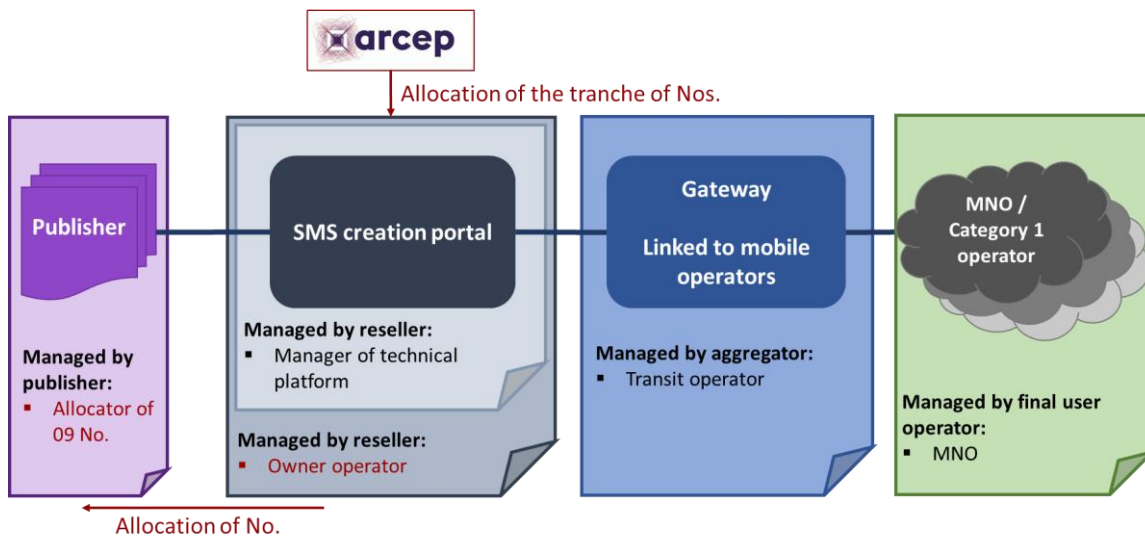 arcep
Allocation of the tranche of Nos.
Publisher
Managed by
publisher:
▪ Allocator of
09 No.
SMS creation portal
Managed by reseller:
▪ Manager of technical
platform
Managed by reseller:
▪ Owner operator
Gateway
Linked to mobile
operators
Managed by aggregator:
▪ Transit operator
MNO /
Category 1
operator
Managed by final user
operator:
▪ MNO
Allocation of No.